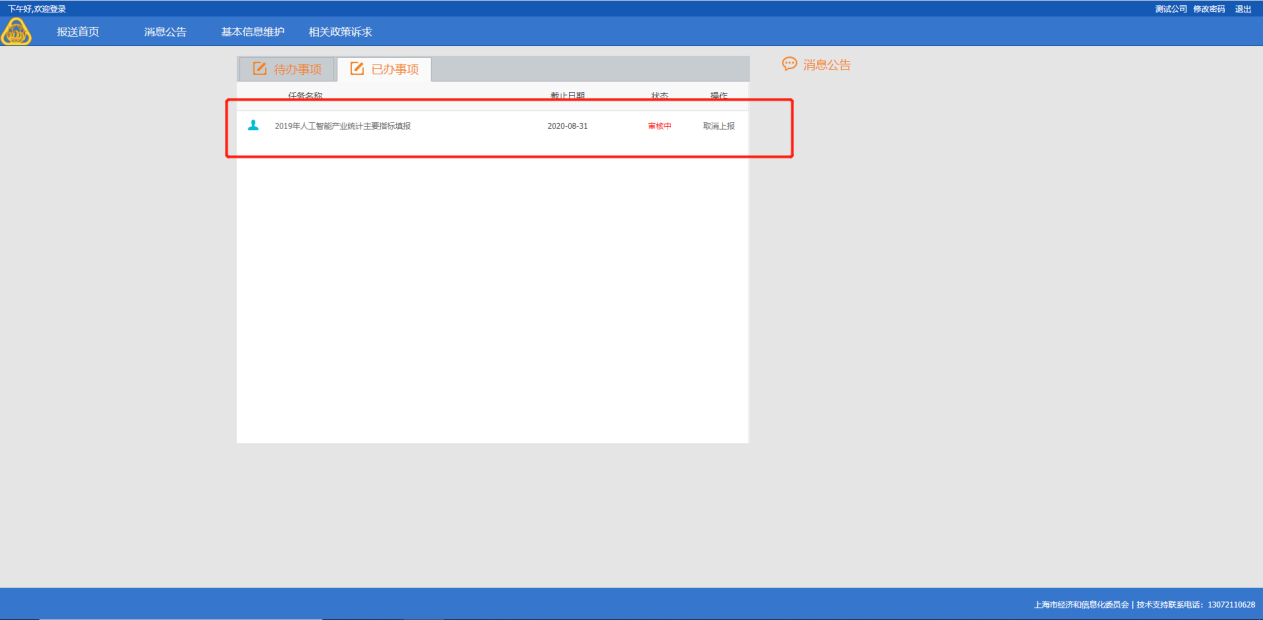 下午好,欢迎登录
测试公司 修改密码 退出
报送首页 消息公告 基本信息维护 相关政策诉求
待办事项 已办事项 消息公告
任务名称 截止日期 状态 操作
2019年人工智能产业统计主要指标填报 2020-08-31 审核中 取消上报
上海市经济和信息化委员会 | 技术支持联系电话：13072110628